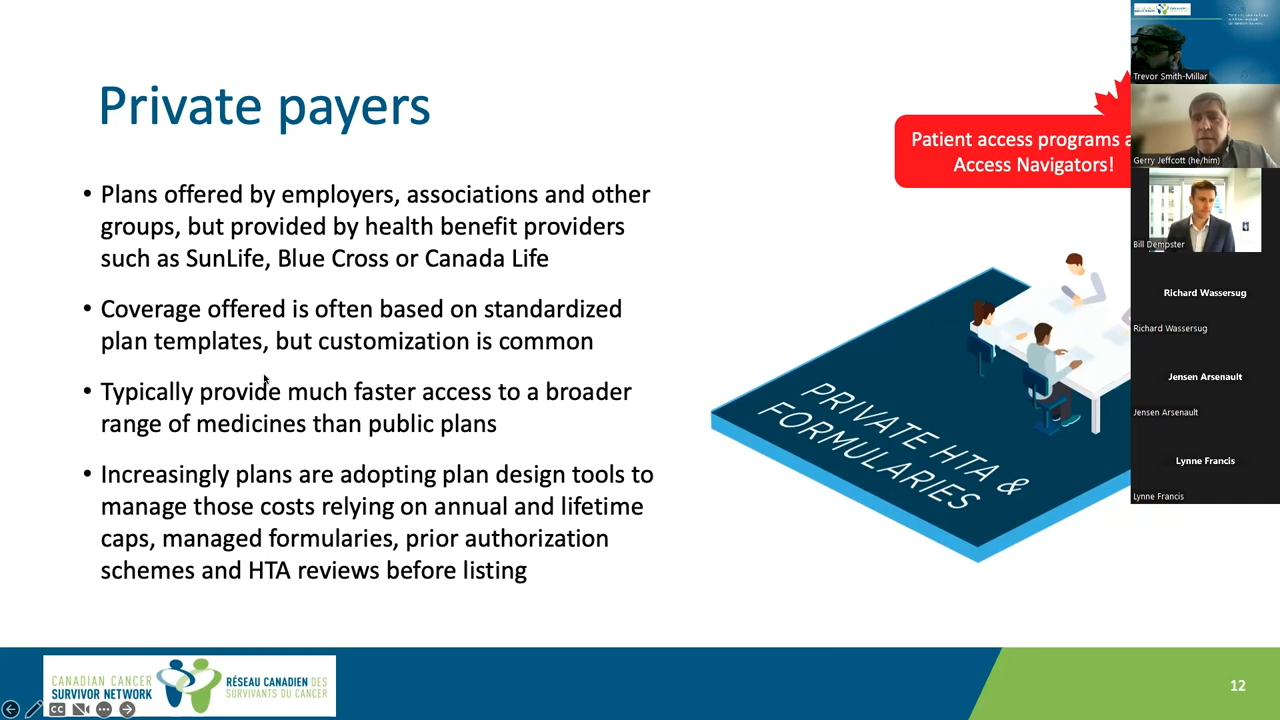 Private payers
• Plans offered by employers, associations and other
groups, but provided by health benefit providers
such as SunLife, Blue Cross or Canada Life
• Coverage offered is often based on standardized
plan templates, but customization is common
• Typically provide much faster access to a broader
range of medicines than public plans
• Increasingly plans are adopting plan design tools to
manage those costs relying on annual and lifetime
caps, managed formularies, prior authorization
schemes and HTA reviews before listing
Patient access programs a
Access Navigators!
PRIVATE HTA &
FORMULARIES
Trevor Smith-Millar
Gerry Jeffcott (he/him)
Bill Dempster
Richard Wassersug
Richard Wassersug
Jensen Arsenault
Jensen Arsenault
Lynne Francis
Lynne Francis
CANADIAN CANCER
SURVIVOR NETWORK
RÉSEAU CANADIEN DES
SURVIVANTS DU CANCER
CC
12